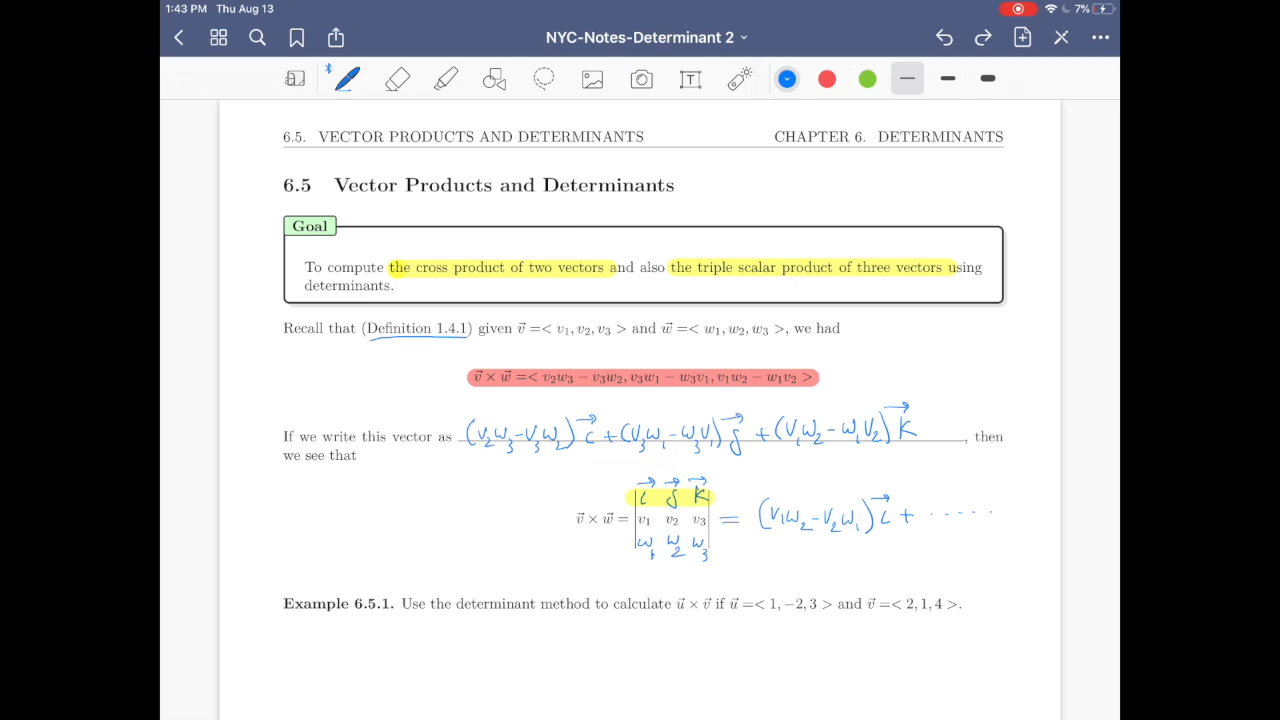 1:43 PM Thu Aug 13 7%
NYC-Notes-Determinant 2
6.5. VECTOR PRODUCTS AND DETERMINANTS CHAPTER 6. DETERMINANTS
6.5 Vector Products and Determinants
Goal
To compute the cross product of two vectors and also the triple scalar product of three vectors using
determinants.
Recall that (Definition 1.4.1) given v⃗ =< v₁, v₂, v₃ > and w⃗ =< w₁, w₂, w₃ >, we had
v⃗ × w⃗ =< v₂w₃ − v₃w₂, v₃w₁ − w₃v₁, v₁w₂ − w₁v₂ >
If we write this vector as (v₂w₃-v₃w₂) i⃗ +(v₃w₁-w₃v₁) j⃗ +(v₁w₂-w₁v₂) k⃗, then
we see that
i⃗ j⃗ k⃗
v⃗ × w⃗ = | v₁ v₂ v₃ | = (v₁w₂-v₂w₁) i⃗ + ......
w₁ w₂ w₃
Example 6.5.1. Use the determinant method to calculate u⃗ × v⃗ if u⃗ =< 1, −2, 3 > and v⃗ =< 2, 1, 4 >.